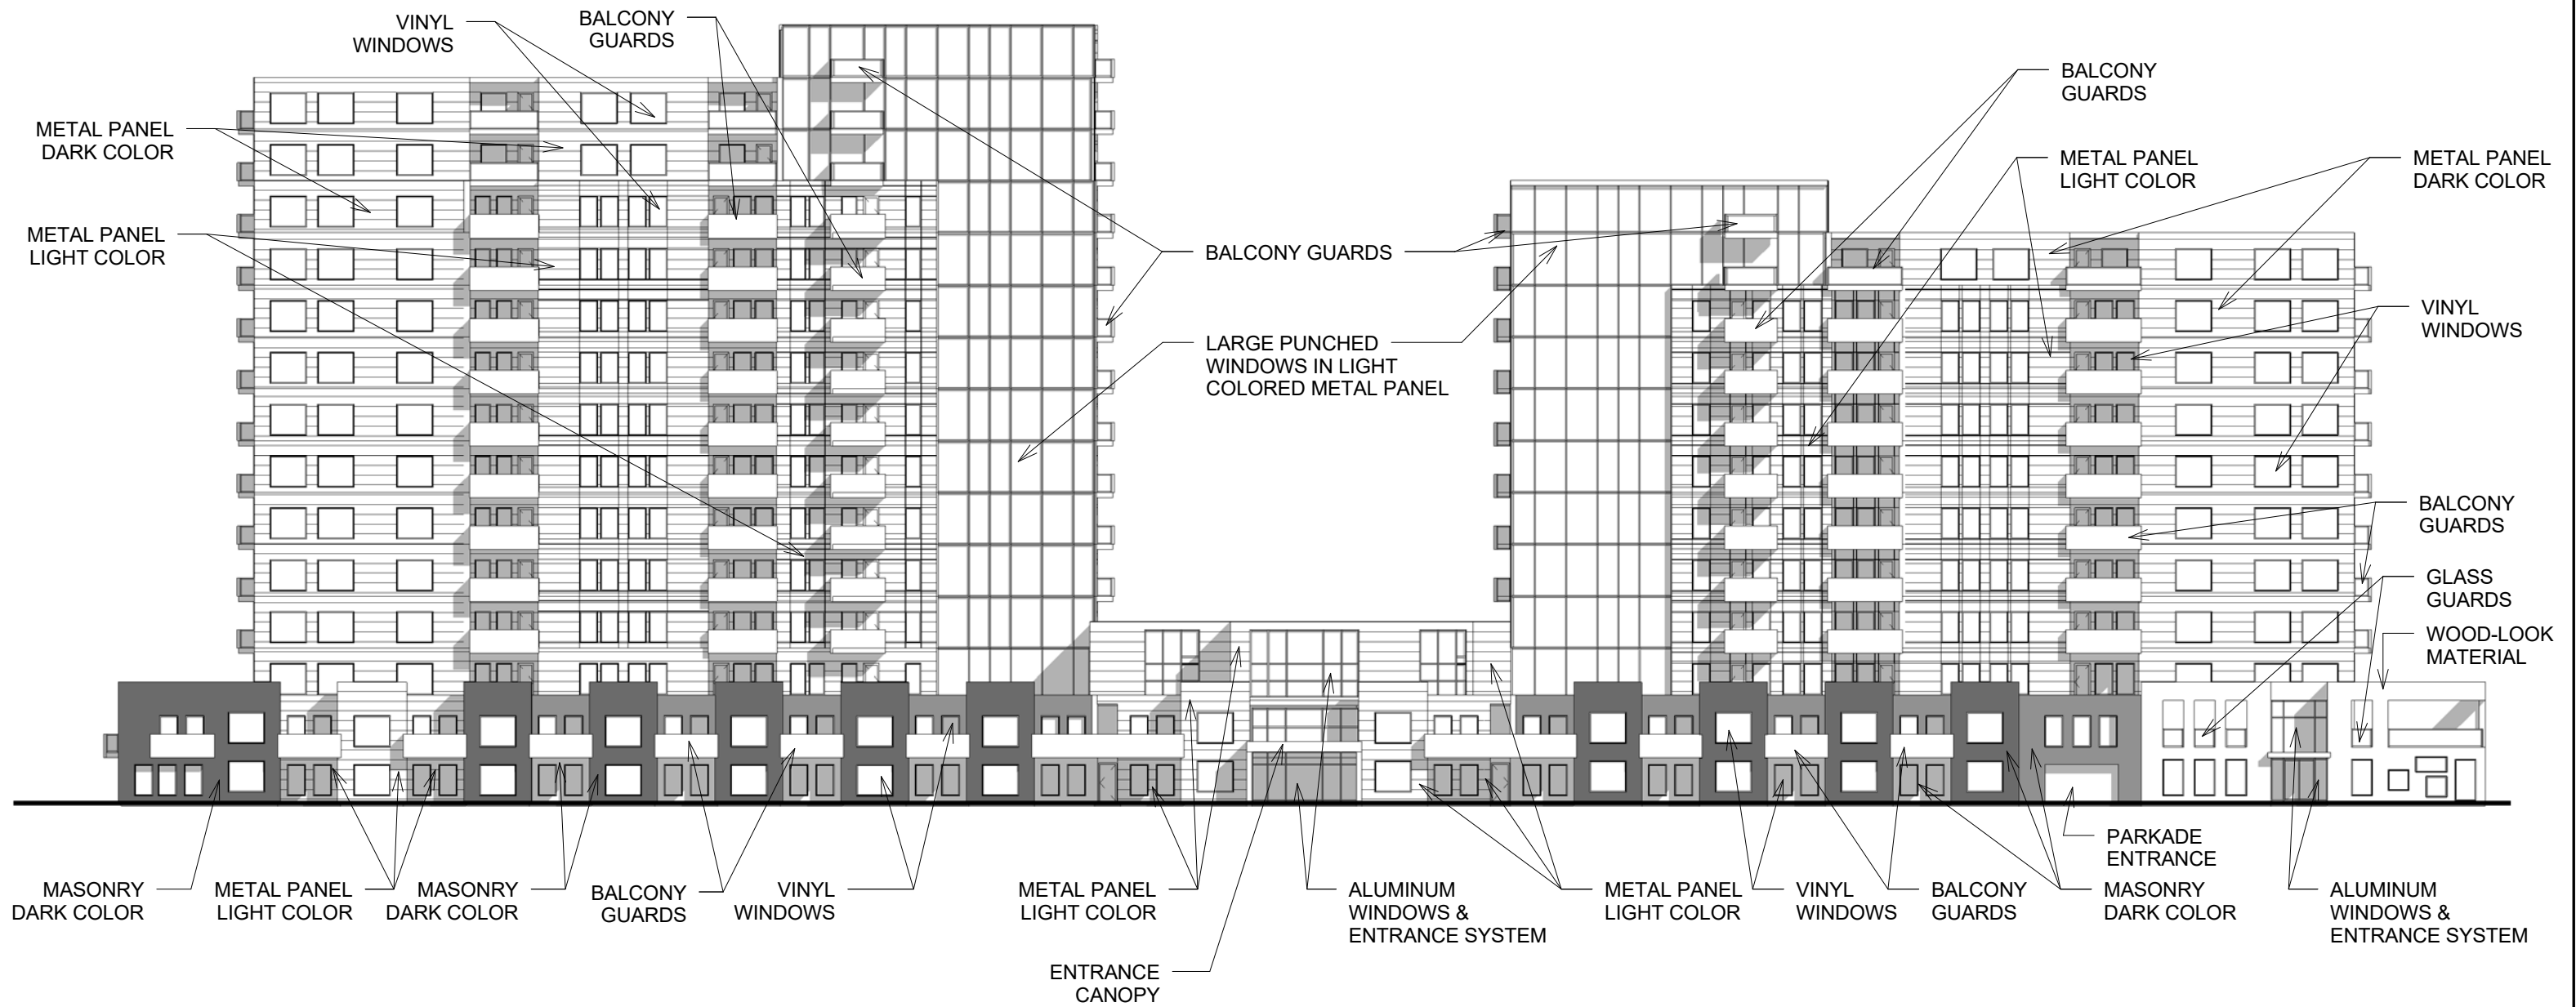 VINYL
WINDOWS
BALCONY
GUARDS
METAL PANEL
DARK COLOR
METAL PANEL
LIGHT COLOR
BALCONY GUARDS
LARGE PUNCHED
WINDOWS IN LIGHT
COLORED METAL PANEL
BALCONY
GUARDS
METAL PANEL
LIGHT COLOR
METAL PANEL
DARK COLOR
VINYL
WINDOWS
BALCONY
GUARDS
GLASS
GUARDS
WOOD-LOOK
MATERIAL
PARKADE
ENTRANCE
MASONRY
DARK COLOR
METAL PANEL
LIGHT COLOR
MASONRY
DARK COLOR
BALCONY
GUARDS
VINYL
WINDOWS
METAL PANEL
LIGHT COLOR
ENTRANCE
CANOPY
ALUMINUM
WINDOWS &
ENTRANCE SYSTEM
METAL PANEL
LIGHT COLOR
VINYL
WINDOWS
BALCONY
GUARDS
MASONRY
DARK COLOR
ALUMINUM
WINDOWS &
ENTRANCE SYSTEM